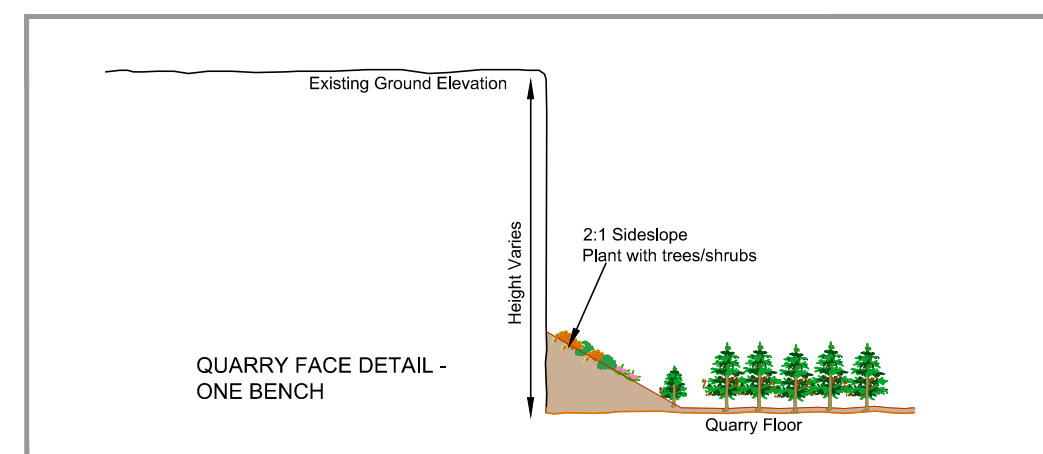 Existing Ground Elevation
Height Varies
2:1 Sideslope
Plant with trees/shrubs
QUARRY FACE DETAIL -
ONE BENCH
Quarry Floor